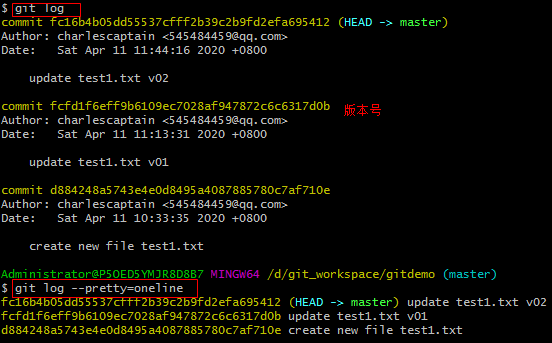 $ git log
commit fc16b4b05dd55537cfff2b39c2b9fd2efa695412 (HEAD -> master)
Author: charlescaptain <545484459@qq.com>
Date:   Sat Apr 11 11:44:16 2020 +0800
update test1.txt v02
commit fcfd1f6eff9b6109ec7028af947872c6c6317d0b 版本号
Author: charlescaptain <545484459@qq.com>
Date:   Sat Apr 11 11:13:31 2020 +0800
update test1.txt v01
commit d884248a5743e4e0d8495a4087885780c7af710e
Author: charlescaptain <545484459@qq.com>
Date:   Sat Apr 11 10:33:35 2020 +0800
create new file test1.txt
Administrator@P5OED5YMJR8D8B7 MINGW64 /d/git_workspace/gitdemo (master)
$ git log --pretty=oneline
fc16b4b05dd55537cfff2b39c2b9fd2efa695412 (HEAD -> master) update test1.txt v02
fcfd1f6eff9b6109ec7028af947872c6c6317d0b update test1.txt v01
d884248a5743e4e0d8495a4087885780c7af710e create new file test1.txt